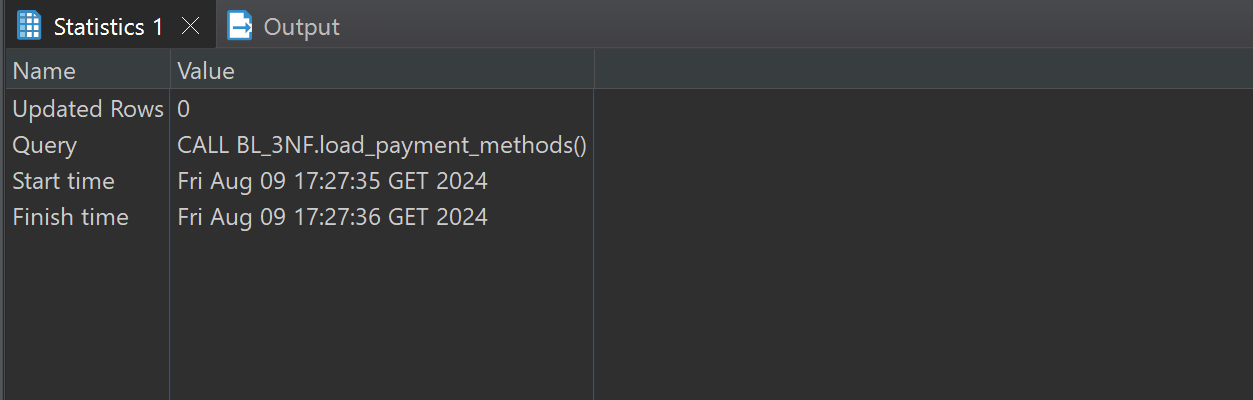 Statistics 1 Output
Name Value
Updated Rows 0
Query CALL BL_3NF.load_payment_methods()
Start time Fri Aug 09 17:27:35 GET 2024
Finish time Fri Aug 09 17:27:36 GET 2024